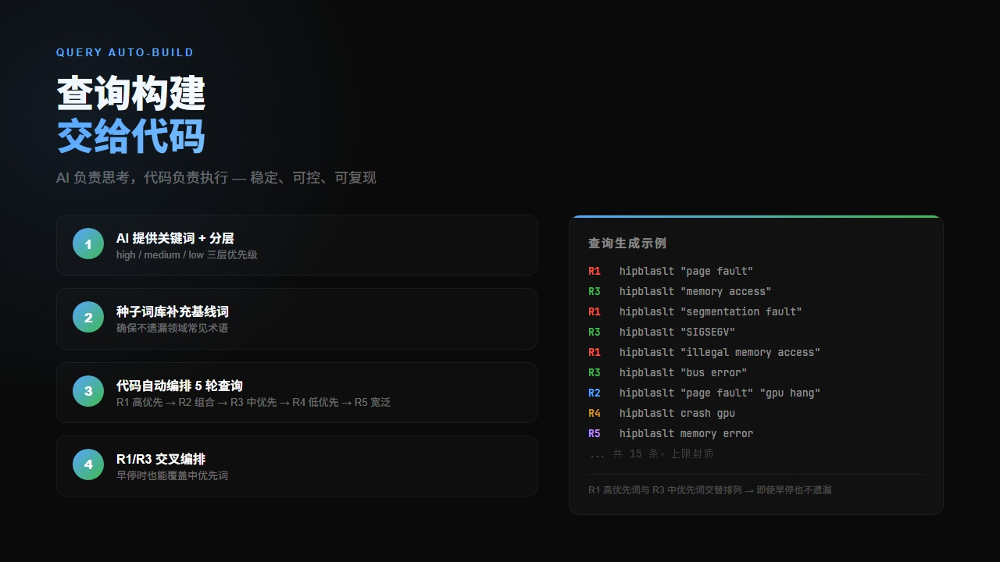 QUERY AUTO-BUILD
查询构建
交给代码
AI 负责思考，代码负责执行 — 稳定、可控、可复现
1
AI 提供关键词 + 分层
high / medium / low 三层优先级
2
种子词库补充基线词
确保不遗漏领域常见术语
3
代码自动编排 5 轮查询
R1 高优先 → R2 组合 → R3 中优先 → R4 低优先 → R5 宽泛
4
R1/R3 交叉编排
早停时也能覆盖中优先词
查询生成示例
R1 hipblaslt "page fault"
R3 hipblaslt "memory access"
R1 hipblaslt "segmentation fault"
R3 hipblaslt "SIGSEGV"
R1 hipblaslt "illegal memory access"
R3 hipblaslt "bus error"
R2 hipblaslt "page fault" "gpu hang"
R4 hipblaslt crash gpu
R5 hipblaslt memory error
... 共 15 条，上限封顶
R1 高优先词与 R3 中优先词交替排列 → 即使早停也不遗漏